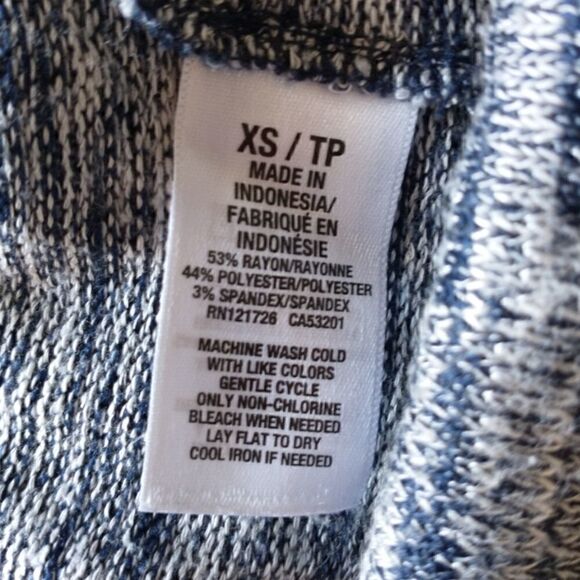 XS / TP
MADE IN
INDONESIA/
FABRIQUÉ EN
INDONÉSIE
53% RAYON/RAYONNE
44% POLYESTER/POLYESTER
3% SPANDEX/SPANDEX
RN121726 CA53201
MACHINE WASH COLD
WITH LIKE COLORS
GENTLE CYCLE
ONLY NON-CHLORINE
BLEACH WHEN NEEDED
LAY FLAT TO DRY
COOL IRON IF NEEDED